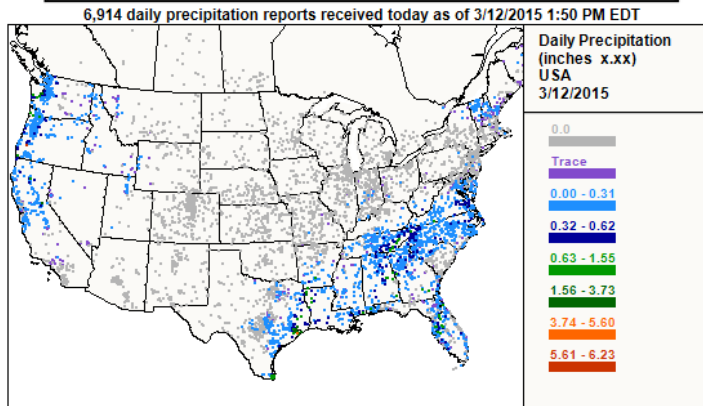 6,914 daily precipitation reports received today as of 3/12/2015 1:50 PM EDT
Daily Precipitation
(inches x.xx)
USA
3/12/2015
0.0
Trace
0.00 - 0.31
0.32 - 0.62
0.63 - 1.55
1.56 - 3.73
3.74 - 5.60
5.61 - 6.23